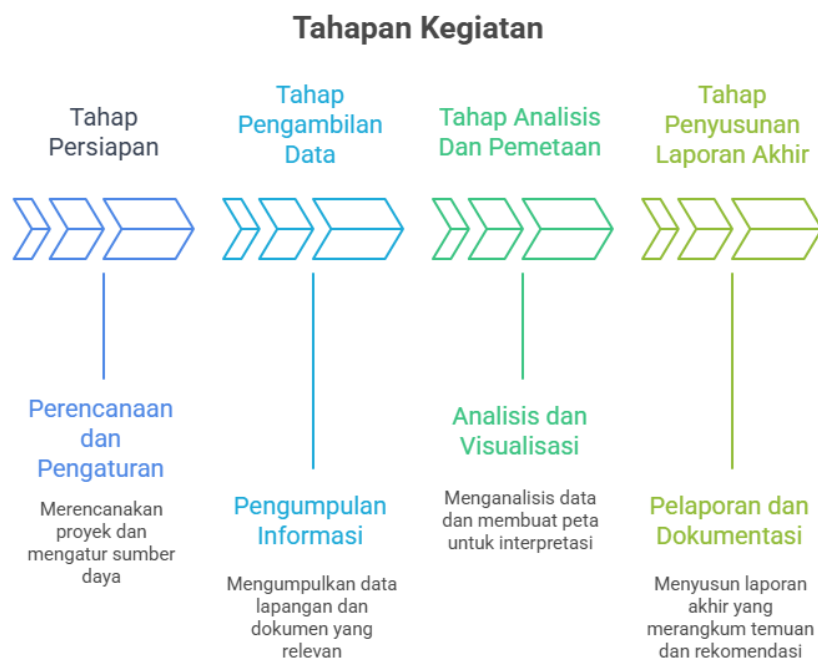 Tahapan Kegiatan
Tahap
Persiapan
Tahap
Pengambilan
Data
Tahap Analisis
Dan Pemetaan
Tahap
Penyusunan
Laporan Akhir
Perencanaan
dan
Pengaturan
Merencanakan
proyek dan
mengatur sumber
daya
Pengumpulan
Informasi
Mengumpulkan data
lapangan dan
dokumen yang
relevan
Analisis dan
Visualisasi
Menganalisis data
dan membuat peta
untuk interpretasi
Pelaporan dan
Dokumentasi
Menyusun laporan
akhir yang
merangkum temuan
dan rekomendasi